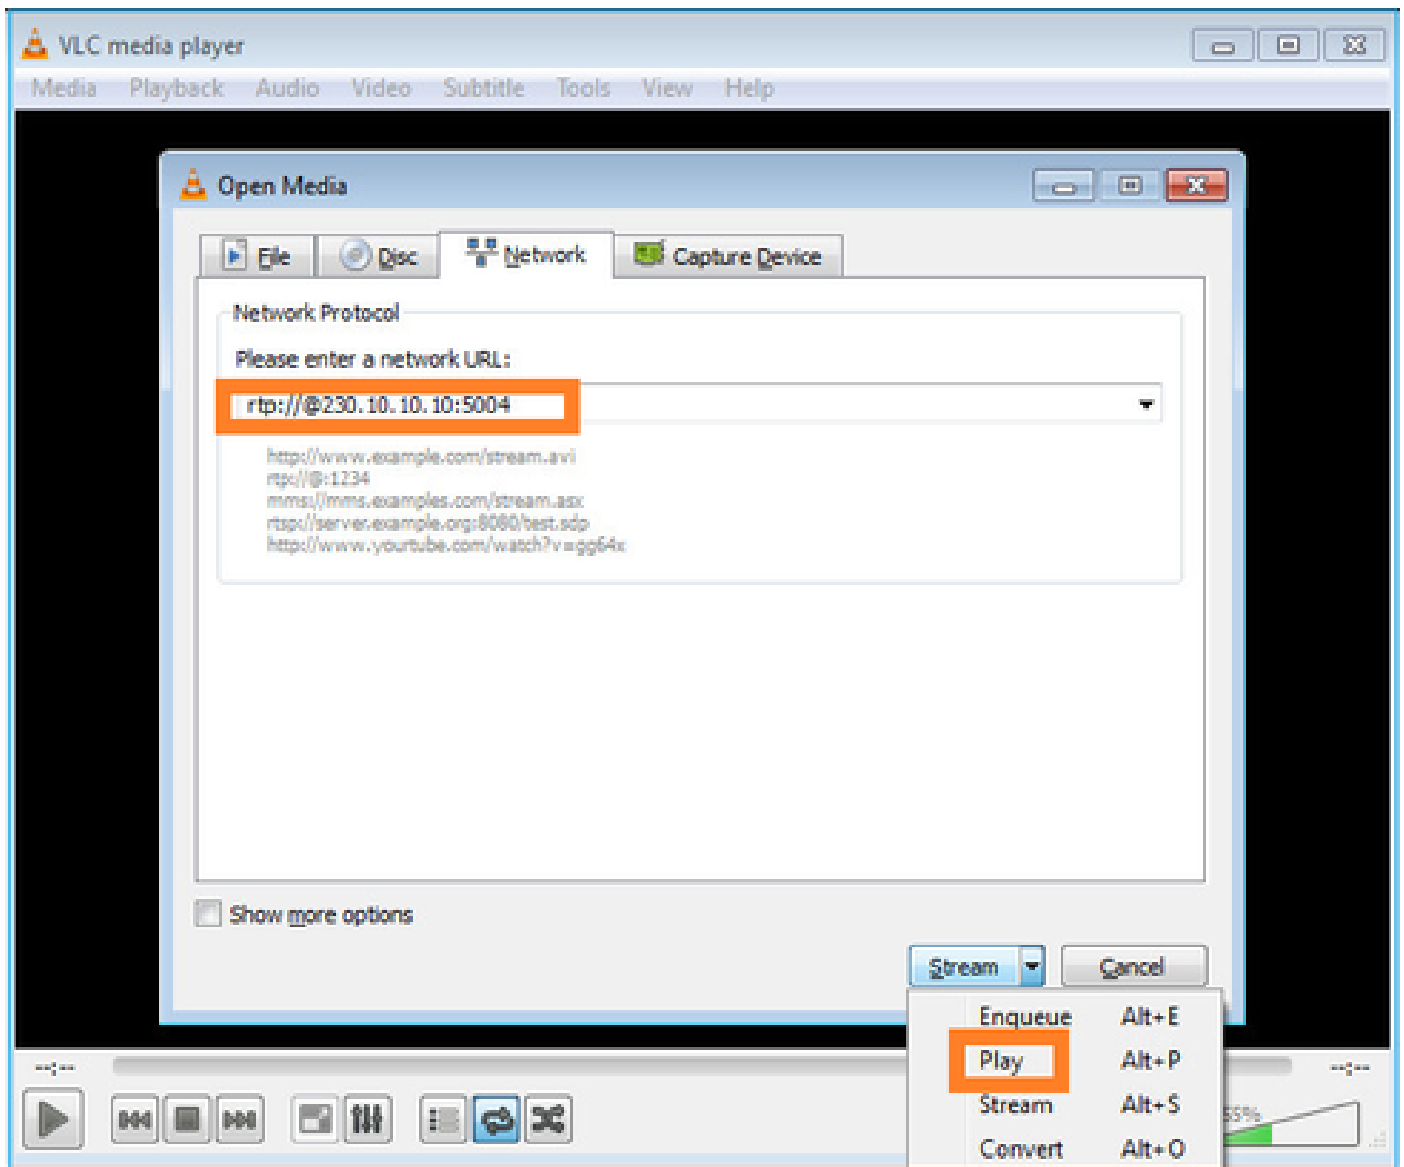 VLC media player
Media Playback Audio Video Subtitle Tools View Help
Open Media
File Disc Network Capture Device
Network Protocol
Please enter a network URL:
rtp://@230.10.10.10:5004
http://www.example.com/stream.avi
rtp://@:1234
mms://mms.examples.com/stream.asx
rtsp://server.example.org:8080/test.sdp
http://www.yourtube.com/watch?v=gg64x
Show more options
Stream Cancel
Enqueue Alt+E
Play Alt+P
Stream Alt+S
Convert Alt+O
--:-- --:--
55%